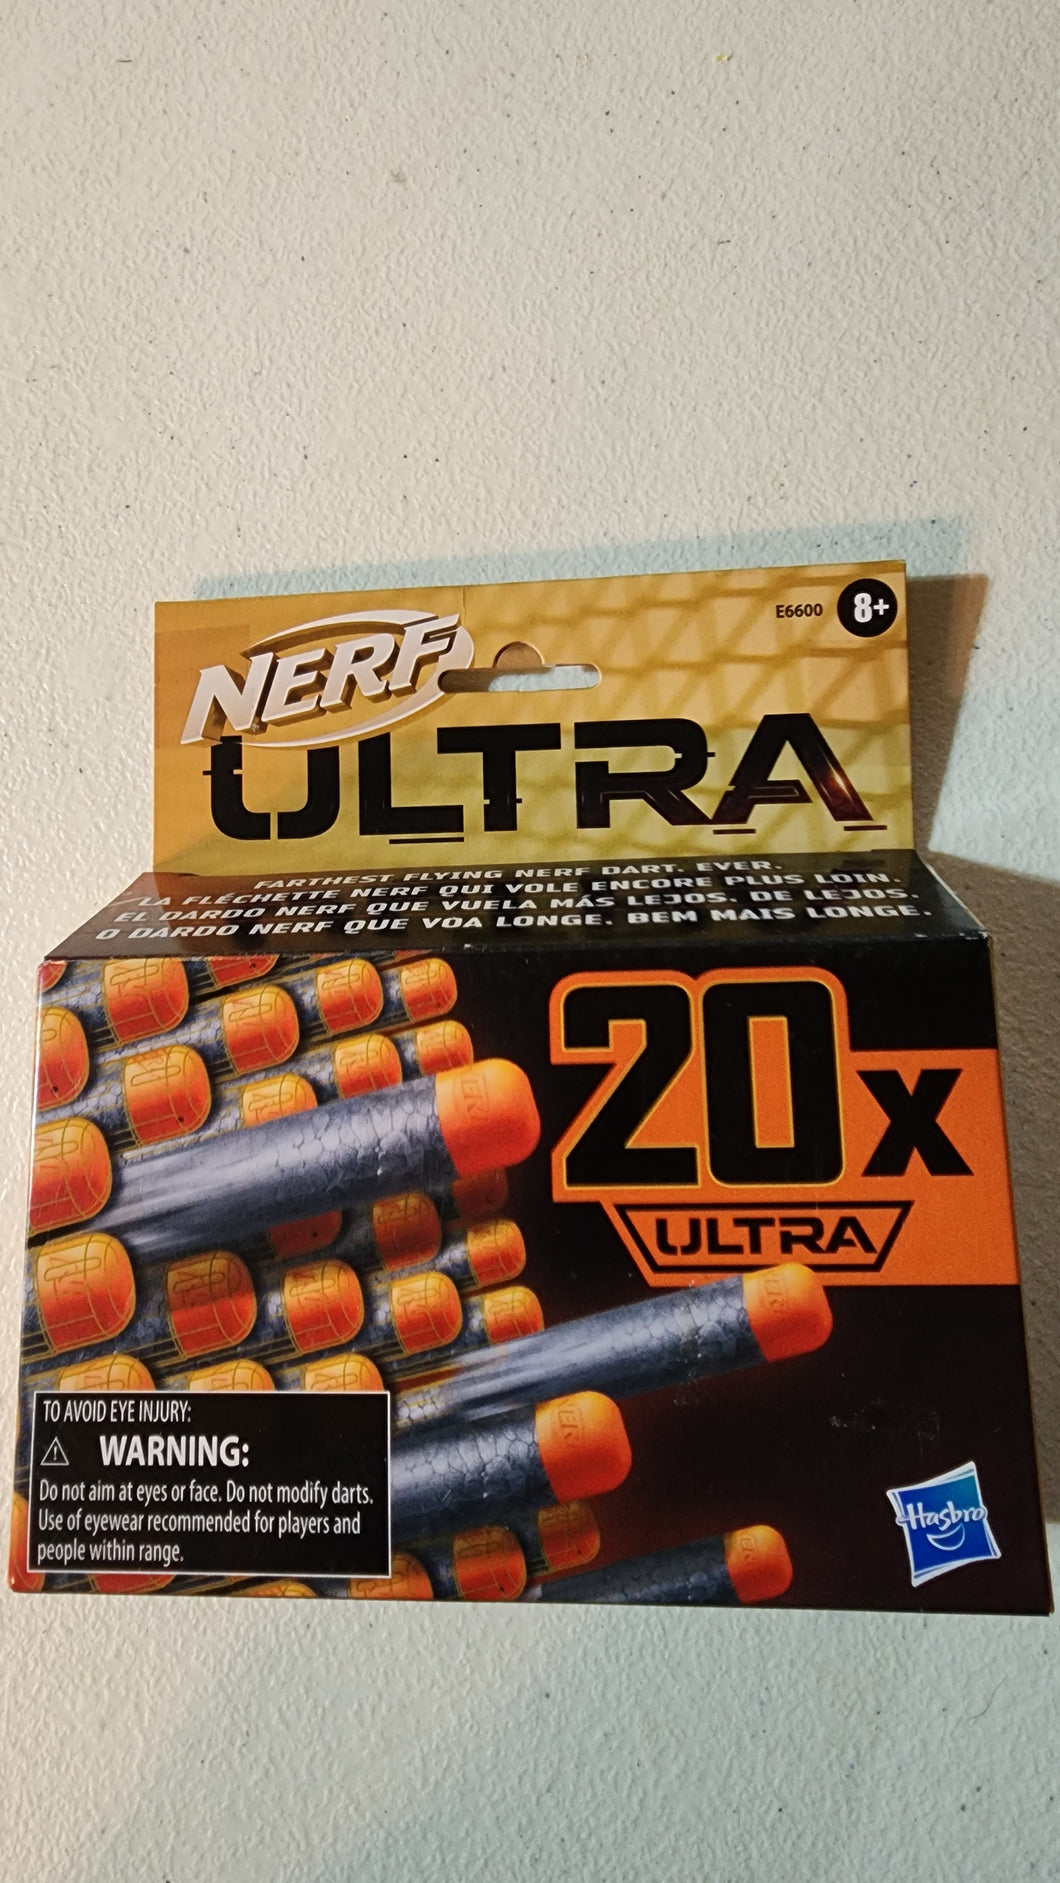 E6600 8+
NERF
ULTRA
FARTHEST FLYING NERF DART. EVER.
LA FLÉCHETTE NERF QUI VOLE ENCORE PLUS LOIN.
EL DARDO NERF QUE VUELA MÁS LEJOS. DE LEJOS.
O DARDO NERF QUE VOA LONGE. BEM MAIS LONGE.
20x
ULTRA
TO AVOID EYE INJURY:
WARNING:
Do not aim at eyes or face. Do not modify darts.
Use of eyewear recommended for players and
people within range.
Hasbro